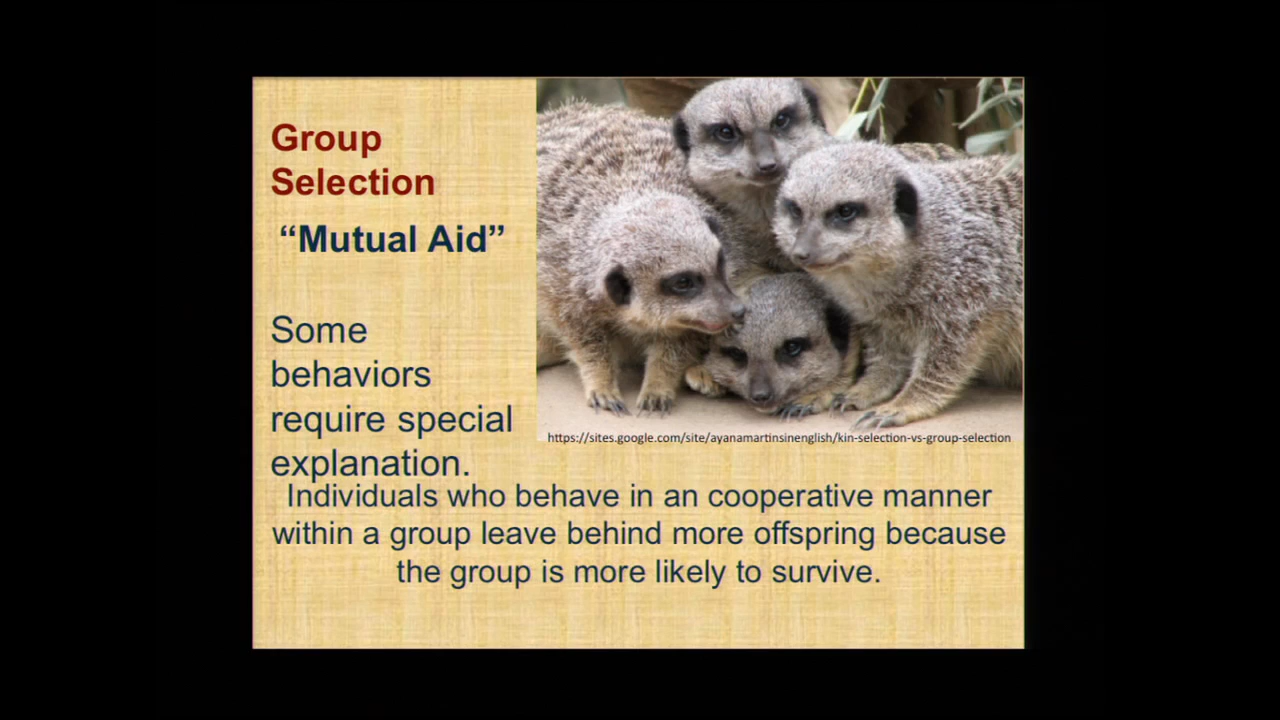 Group
Selection
“Mutual Aid”
Some
behaviors
require special
explanation.
https://sites.google.com/site/ayanamartinsinenglish/kin-selection-vs-group-selection
Individuals who behave in an cooperative manner
within a group leave behind more offspring because
the group is more likely to survive.